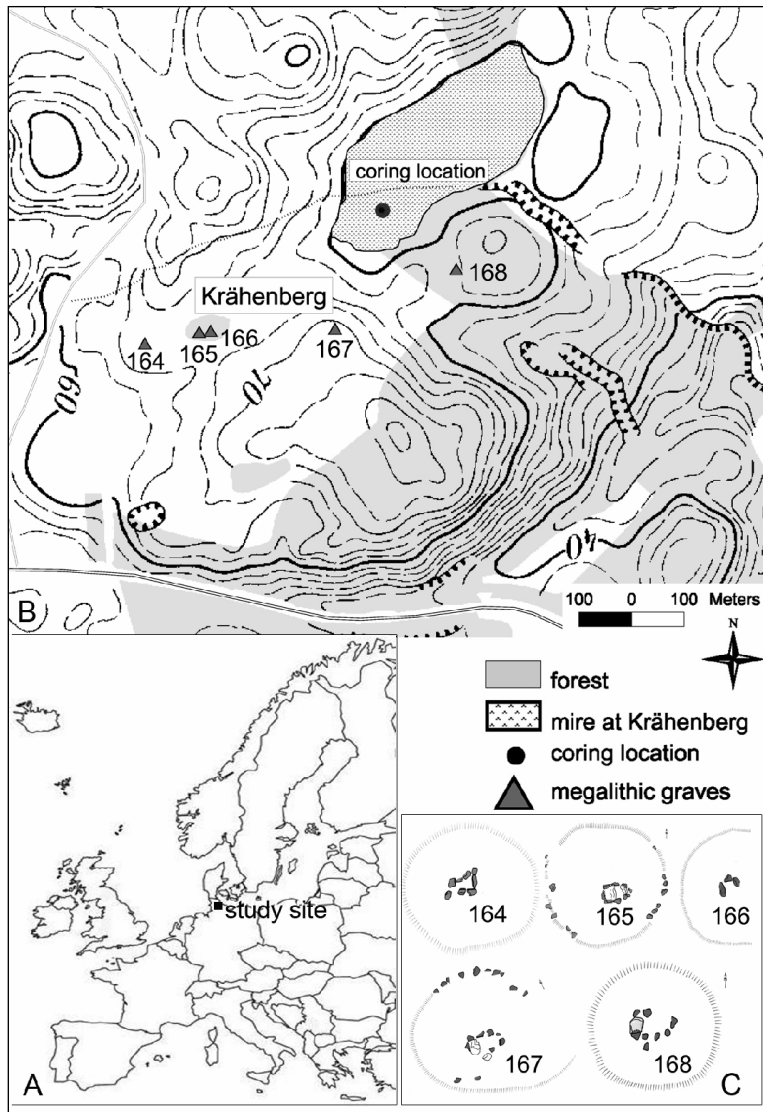 coring location
168
Krähenberg
166
164
165
167
60
70
40
B
100 0 100 Meters
N
forest
mire at Krähenberg
coring location
megalithic graves
study site
A
164
165
166
167
168
C